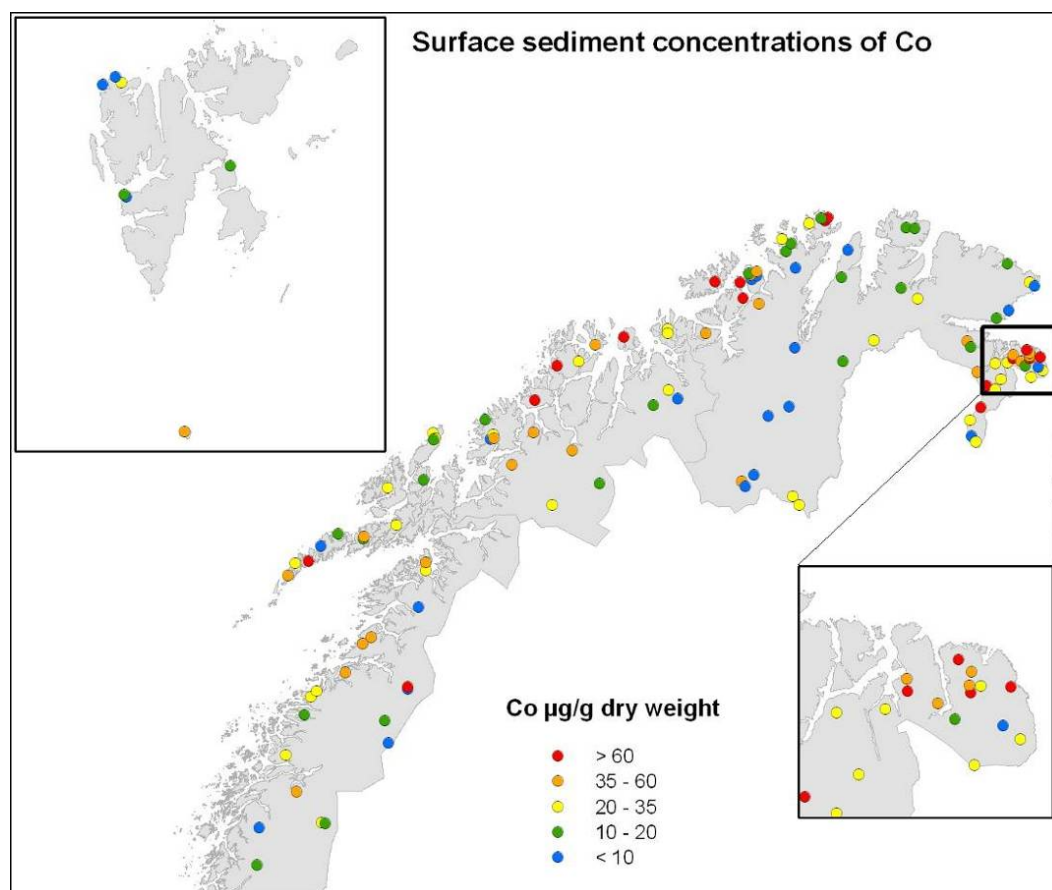 Surface sediment concentrations of Co
Co µg/g dry weight
> 60
35 - 60
20 - 35
10 - 20
< 10